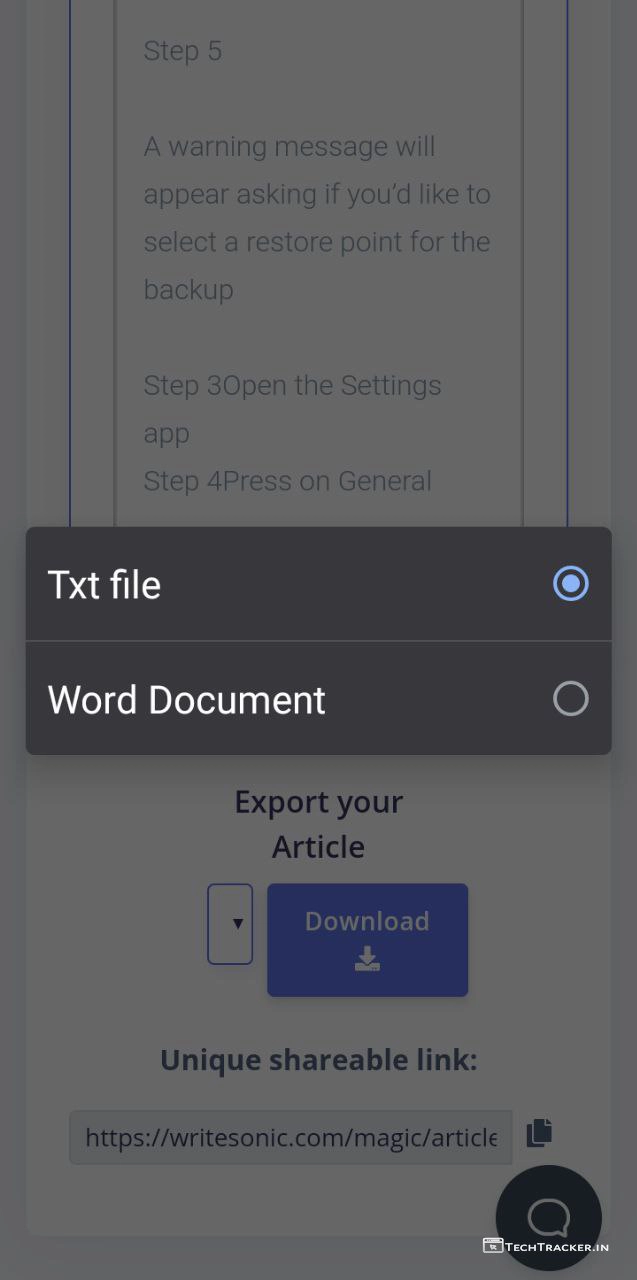 Step 5
A warning message will
appear asking if you’d like to
select a restore point for the
backup
Step 3Open the Settings
app
Step 4Press on General
Txt file
Word Document
Export your
Article
Download
Unique shareable link:
https://writesonic.com/magic/article
TECHTRACKER.IN